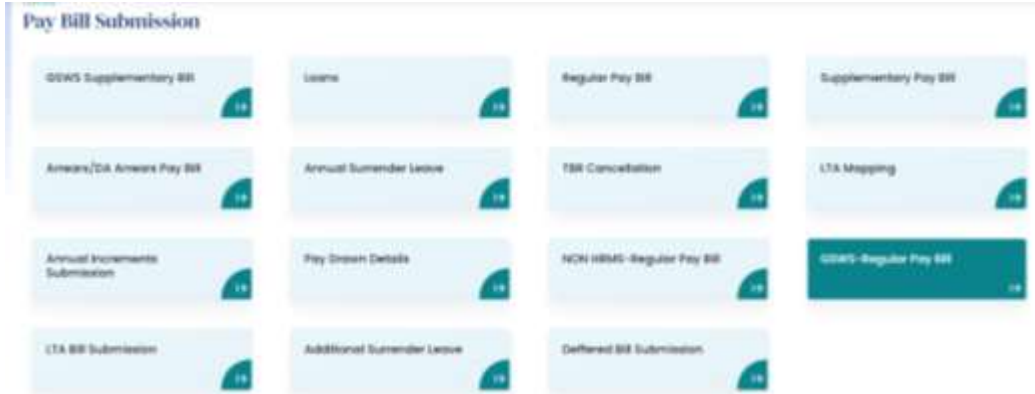 Pay Bill Submission
GSWS Supplementary Bill
Loans
Regular Pay Bill
Supplementary Pay Bill
Arrears/DA Arrears Pay Bill
Annual Surrender Leave
TBR Cancellation
LTA Mapping
Annual Increments
Submission
Pay Drawn Details
NON HRMS-Regular Pay Bill
GSWS-Regular Pay Bill
LTA Bill Submission
Additional Surrender Leave
Deffered Bill Submission